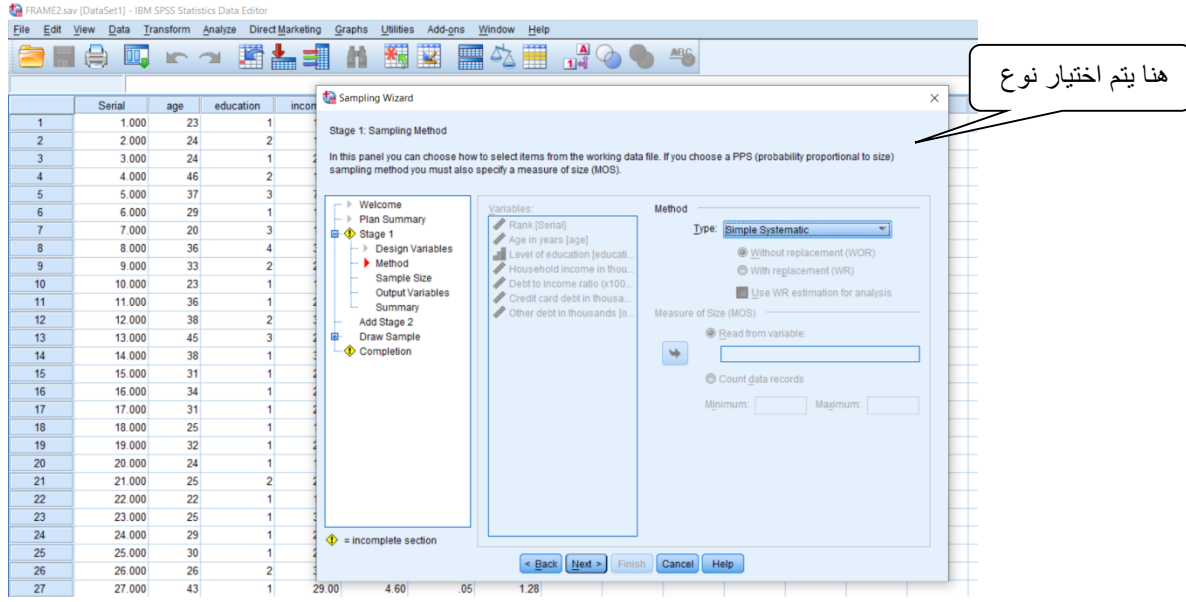 FRAME2.sav [DataSet1] - IBM SPSS Statistics Data Editor
File Edit View Data Transform Analyze Direct Marketing Graphs Utilities Add-ons Window Help
هنا يتم اختيار نوع
Serial age education incom
1 1.000 23 1
2 2.000 24 2
3 3.000 24 1
4 4.000 46 2
5 5.000 37 3
6 6.000 29 1
7 7.000 20 3
8 8.000 36 4
9 9.000 33 2
10 10.000 23 1
11 11.000 36 1
12 12.000 38 2
13 13.000 45 3
14 14.000 38 1
15 15.000 31 1
16 16.000 34 1
17 17.000 31 1
18 18.000 25 1
19 19.000 32 1
20 20.000 24 1
21 21.000 25 2
22 22.000 22 1
23 23.000 25 1
24 24.000 29 1
25 25.000 30 1
26 26.000 26 2
27 27.000 43 1 29.00 4.60 .05 1.28
Sampling Wizard
Stage 1: Sampling Method
In this panel you can choose how to select items from the working data file. If you choose a PPS (probability proportional to size)
sampling method you must also specify a measure of size (MOS).
Welcome
Plan Summary
Stage 1
Design Variables
Method
Sample Size
Output Variables
Summary
Add Stage 2
Draw Sample
Completion
= incomplete section
Variables:
Rank [Serial]
Age in years [age]
Level of education [educati...
Household income in thou...
Debt to income ratio (x100...
Credit card debt in thousa...
Other debt in thousands [o...
Method
Type: Simple Systematic
Without replacement (WOR)
With replacement (WR)
Use WR estimation for analysis
Measure of Size (MOS)
Read from variable:
Count data records
Minimum: Maximum:
< Back Next > Finish Cancel Help